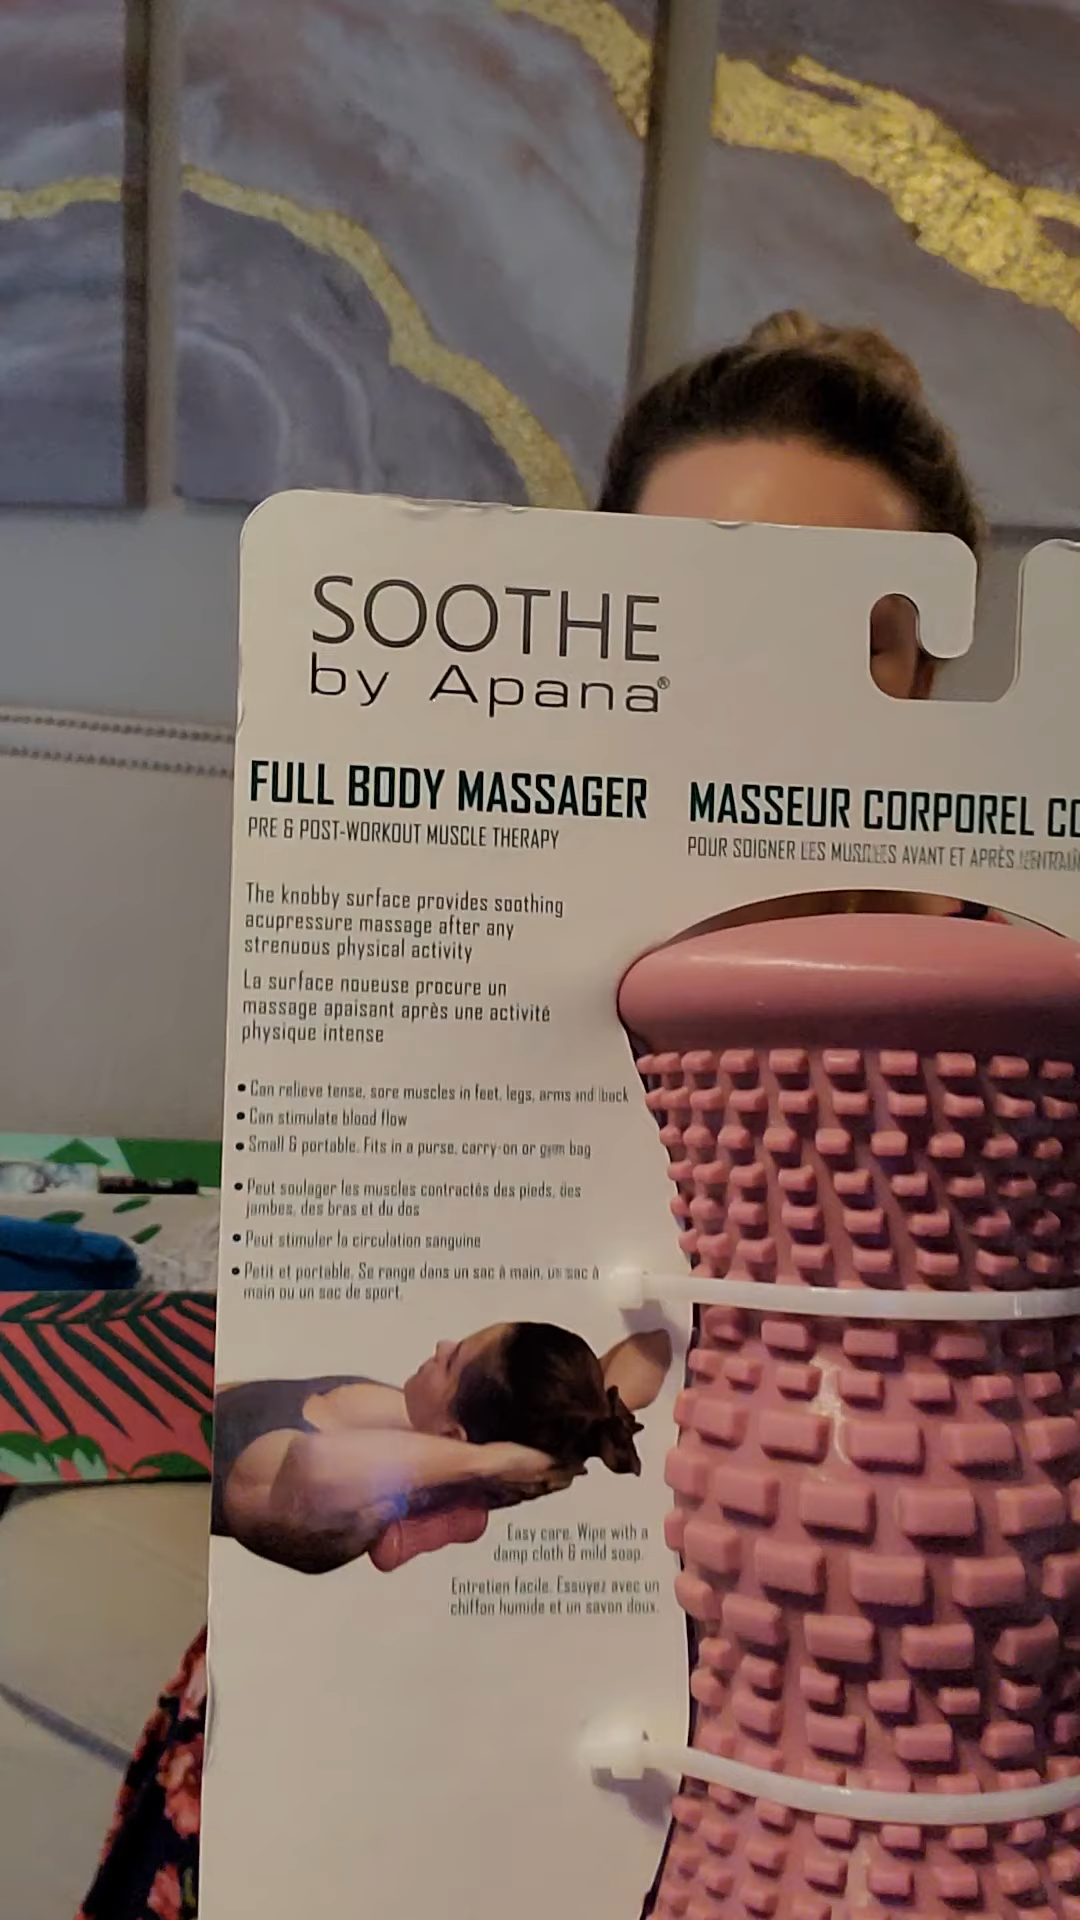 SOOTHE
by Apana®
FULL BODY MASSAGER
PRE & POST-WORKOUT MUSCLE THERAPY
MASSEUR CORPOREL
POUR SOIGNER LES MUSCLES AVANT ET APRÈS
The knobby surface provides soothing
acupressure massage after any
strenuous physical activity
La surface noueuse procure un
massage apaisant après une activité
physique intense
• Can relieve tense, sore muscles in feet, legs, arms and back
• Can stimulate blood flow
• Small & portable. Fits in a purse, carry-on or gym bag
• Peut soulager les muscles contractés des pieds, des
jambes, des bras et du dos
• Peut stimuler la circulation sanguine
• Petit et portable. Se range dans un sac à main, un sac à
main ou un sac de sport.
Easy care. Wipe with a
damp cloth & mild soap.
Entretien facile. Essuyez avec un
chiffon humide et un savon doux.